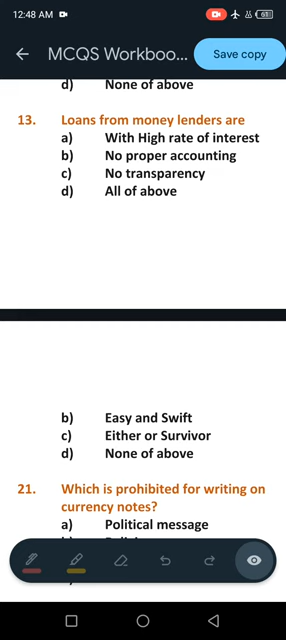 12:48 AM
61
MCQS Workboo...
Save copy
d) None of above
13. Loans from money lenders are
a) With High rate of interest
b) No proper accounting
c) No transparency
d) All of above
b) Easy and Swift
c) Either or Survivor
d) None of above
21. Which is prohibited for writing on
currency notes?
a) Political message